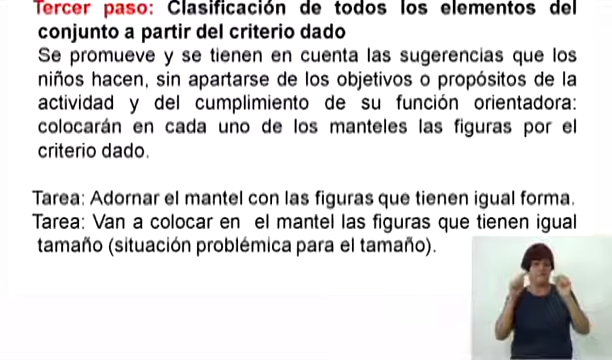 Tercer paso: Clasificación de todos los elementos del
conjunto a partir del criterio dado
Se promueve y se tienen en cuenta las sugerencias que los
niños hacen, sin apartarse de los objetivos o propósitos de la
actividad y del cumplimiento de su función orientadora:
colocarán en cada uno de los manteles las figuras por el
criterio dado.
Tarea: Adornar el mantel con las figuras que tienen igual forma.
Tarea: Van a colocar en el mantel las figuras que tienen igual
tamaño (situación problémica para el tamaño).